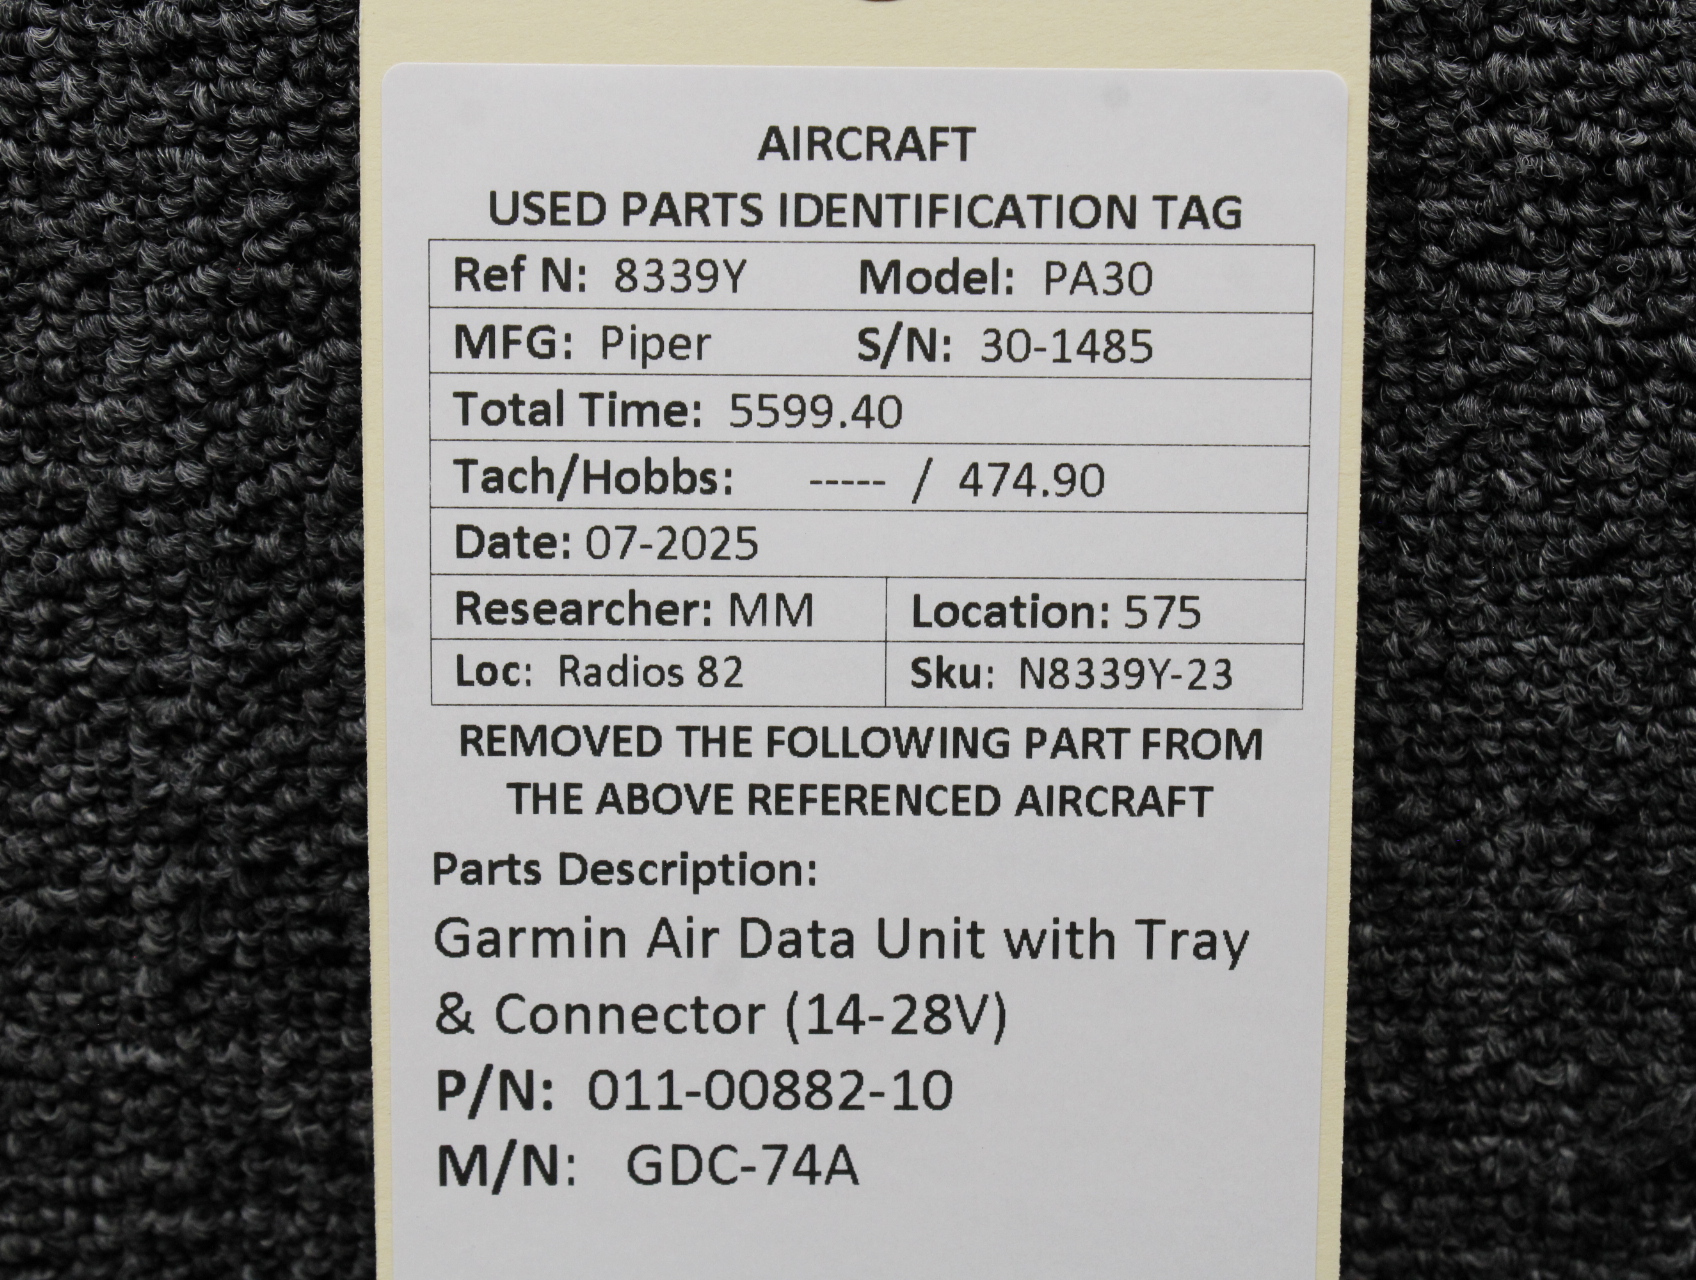 AIRCRAFT
USED PARTS IDENTIFICATION TAG
Ref N: 8339Y Model: PA30
MFG: Piper S/N: 30-1485
Total Time: 5599.40
Tach/Hobbs: ----- / 474.90
Date: 07-2025
Researcher: MM Location: 575
Loc: Radios 82 Sku: N8339Y-23
REMOVED THE FOLLOWING PART FROM
THE ABOVE REFERENCED AIRCRAFT
Parts Description:
Garmin Air Data Unit with Tray
& Connector (14-28V)
P/N: 011-00882-10
M/N: GDC-74A